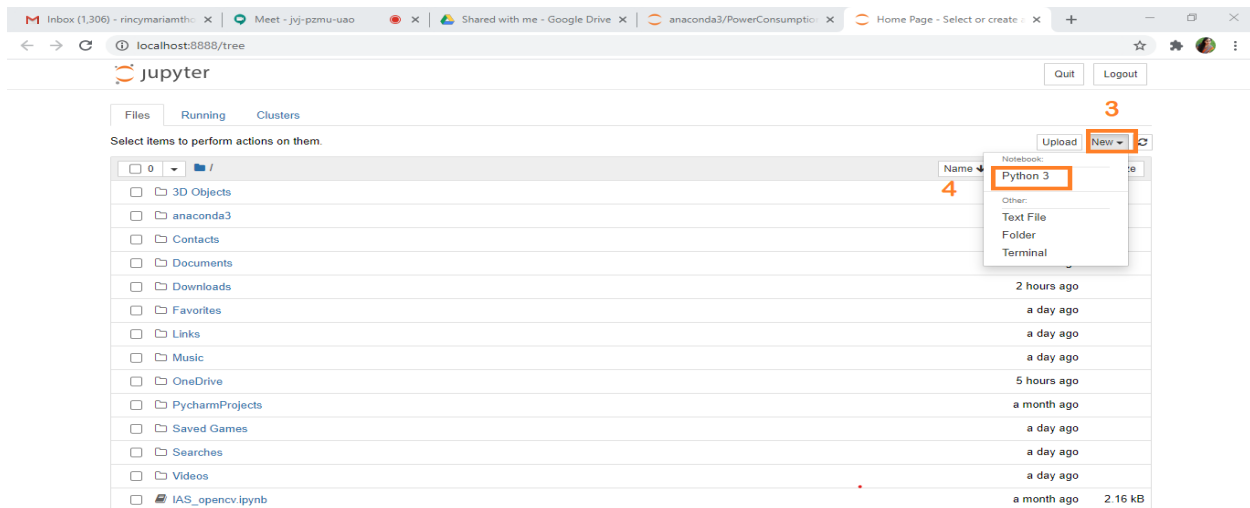 Inbox (1,306) - rincymariamtho
Meet - jvj-pzmu-uao
Shared with me - Google Drive
anaconda3/PowerConsumption
Home Page - Select or create a
localhost:8888/tree
jupyter
Quit Logout
3
Files Running Clusters
Select items to perform actions on them.
Upload New
0 /
Name
Notebook:
Python 3
4
Other:
Text File
Folder
Terminal
3D Objects
anaconda3
Contacts
Documents
Downloads 2 hours ago
Favorites a day ago
Links a day ago
Music a day ago
OneDrive 5 hours ago
PycharmProjects a month ago
Saved Games a day ago
Searches a day ago
Videos a day ago
IAS_opencv.ipynb a month ago 2.16 kB